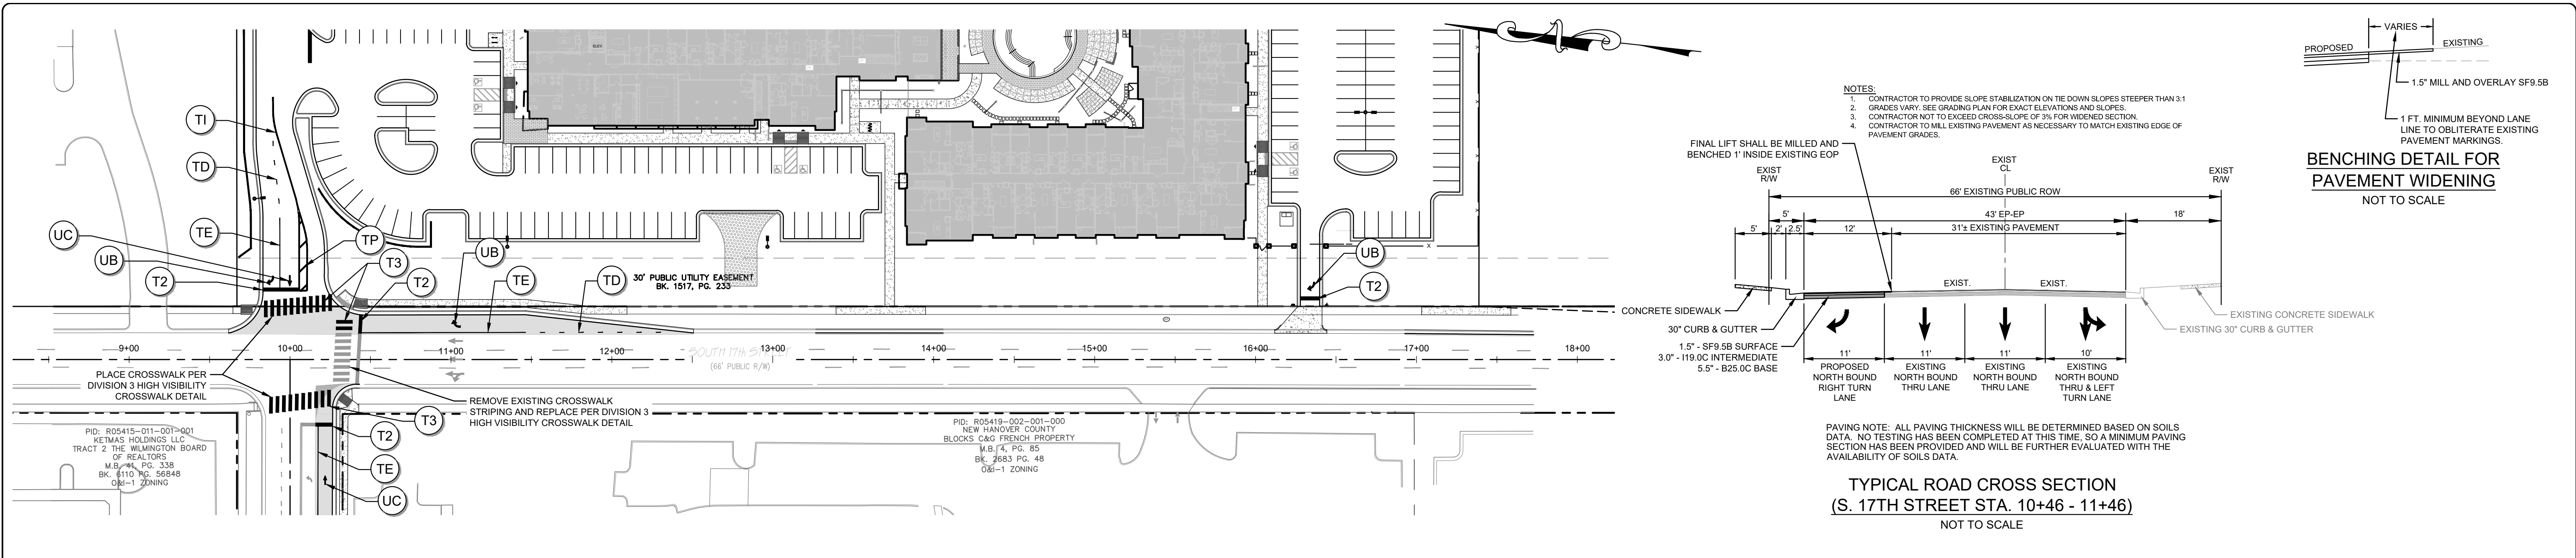 ELEV.
TI
TD
TE
UC
UB
T2
TP
T3
T2
UB
TE
TD
30' PUBLIC UTILITY EASEMENT
BK. 1517, PG. 233
UB
T2
9+00
10+00
11+00
12+00
13+00
14+00
15+00
16+00
17+00
18+00
SOUTH 17th STREET
(66' PUBLIC R/W)
PLACE CROSSWALK PER
DIVISION 3 HIGH VISIBILITY
CROSSWALK DETAIL
REMOVE EXISTING CROSSWALK
STRIPING AND REPLACE PER DIVISION 3
HIGH VISIBILITY CROSSWALK DETAIL
T3
T2
TE
UC
PID: R05415-011-001-001
KETMAS HOLDINGS LLC
TRACT 2 THE WILMINGTON BOARD
OF REALTORS
M.B. 41, PG. 338
BK. 6110 PG. 56848
O&I-1 ZONING
PID: R05419-002-001-000
NEW HANOVER COUNTY
BLOCKS C&G FRENCH PROPERTY
M.B. 4, PG. 85
BK. 2683 PG. 48
O&I-1 ZONING
NOTES:
1. CONTRACTOR TO PROVIDE SLOPE STABILIZATION ON TIE DOWN SLOPES STEEPER THAN 3:1
2. GRADES VARY. SEE GRADING PLAN FOR EXACT ELEVATIONS AND SLOPES.
3. CONTRACTOR NOT TO EXCEED CROSS-SLOPE OF 3% FOR WIDENED SECTION.
4. CONTRACTOR TO MILL EXISTING PAVEMENT AS NECESSARY TO MATCH EXISTING EDGE OF
PAVEMENT GRADES.
FINAL LIFT SHALL BE MILLED AND
BENCHED 1' INSIDE EXISTING EOP
EXIST
R/W
EXIST
CL
EXIST
R/W
66' EXISTING PUBLIC ROW
5'
43' EP-EP
18'
5'
2'
2.5'
12'
31'± EXISTING PAVEMENT
EXIST.
EXIST.
CONCRETE SIDEWALK
30" CURB & GUTTER
1.5" - SF9.5B SURFACE
3.0" - I19.0C INTERMEDIATE
5.5" - B25.0C BASE
EXISTING CONCRETE SIDEWALK
EXISTING 30" CURB & GUTTER
11'
11'
11'
10'
PROPOSED
NORTH BOUND
RIGHT TURN
LANE
EXISTING
NORTH BOUND
THRU LANE
EXISTING
NORTH BOUND
THRU LANE
EXISTING
NORTH BOUND
THRU & LEFT
TURN LANE
PAVING NOTE: ALL PAVING THICKNESS WILL BE DETERMINED BASED ON SOILS
DATA. NO TESTING HAS BEEN COMPLETED AT THIS TIME, SO A MINIMUM PAVING
SECTION HAS BEEN PROVIDED AND WILL BE FURTHER EVALUATED WITH THE
AVAILABILITY OF SOILS DATA.
TYPICAL ROAD CROSS SECTION
(S. 17TH STREET STA. 10+46 - 11+46)
NOT TO SCALE
VARIES
PROPOSED
EXISTING
1.5" MILL AND OVERLAY SF9.5B
1 FT. MINIMUM BEYOND LANE
LINE TO OBLITERATE EXISTING
PAVEMENT MARKINGS.
BENCHING DETAIL FOR
PAVEMENT WIDENING
NOT TO SCALE